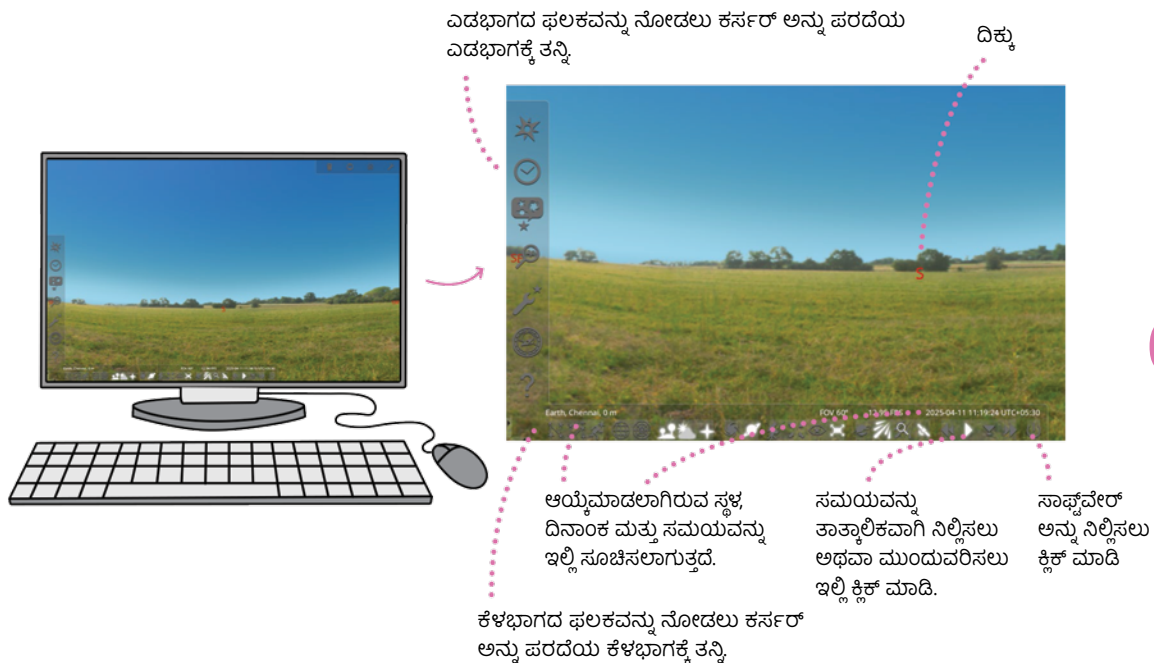 ಎಡಭಾಗದ ಫಲಕವನ್ನು ನೋಡಲು ಕರ್ಸರ್ ಅನ್ನು ಪರದೆಯ
ಎಡಭಾಗಕ್ಕೆ ತನ್ನಿ.
ದಿಕ್ಕು
S
Earth, Chennai, 0 m
FOV 60°
2025-04-11 11:19:24 UTC+05:30
ಆಯ್ಕೆಮಾಡಲಾಗಿರುವ ಸ್ಥಳ,
ದಿನಾಂಕ ಮತ್ತು ಸಮಯವನ್ನು
ಇಲ್ಲಿ ಸೂಚಿಸಲಾಗುತ್ತದೆ.
ಸಮಯವನ್ನು
ತಾತ್ಕಾಲಿಕವಾಗಿ ನಿಲ್ಲಿಸಲು
ಅಥವಾ ಮುಂದುವರಿಸಲು
ಇಲ್ಲಿ ಕ್ಲಿಕ್ ಮಾಡಿ.
ಸಾಫ್ಟ್‌ವೇರ್
ಅನ್ನು ನಿಲ್ಲಿಸಲು
ಕ್ಲಿಕ್ ಮಾಡಿ
ಕೆಳಭಾಗದ ಫಲಕವನ್ನು ನೋಡಲು ಕರ್ಸರ್
ಅನ್ನು ಪರದೆಯ ಕೆಳಭಾಗಕ್ಕೆ ತನ್ನಿ.